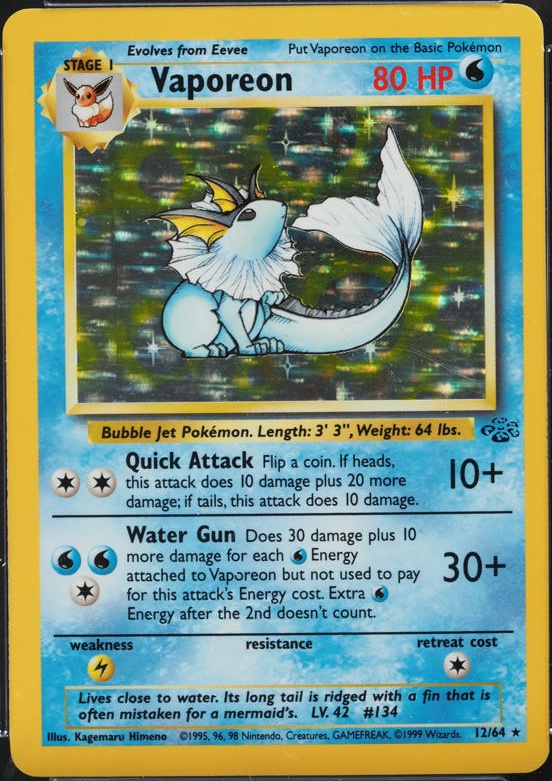 Evolves from Eevee Put Vaporeon on the Basic Pokémon
STAGE 1
Vaporeon 80 HP
Bubble Jet Pokémon. Length: 3' 3", Weight: 64 lbs.
Quick Attack Flip a coin. If heads,
this attack does 10 damage plus 20 more
damage; if tails, this attack does 10 damage.
10+
Water Gun Does 30 damage plus 10
more damage for each Energy
attached to Vaporeon but not used to pay
for this attack's Energy cost. Extra
Energy after the 2nd doesn't count.
30+
weakness resistance retreat cost
Lives close to water. Its long tail is ridged with a fin that is
often mistaken for a mermaid's. LV. 42 #134
Illus. Kagemaru Himeno ©1995, 96, 98 Nintendo, Creatures, GAMEFREAK. ©1999 Wizards. 12/64 ★